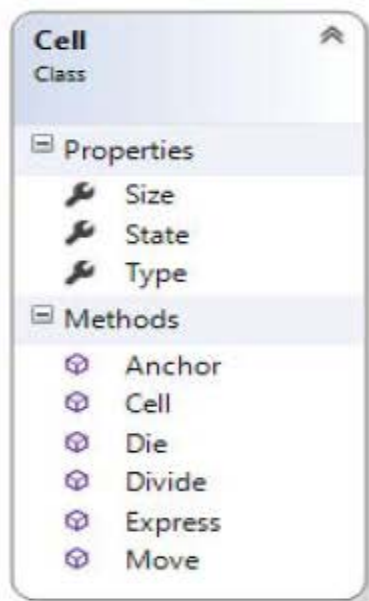 Cell
Class
Properties
Size
State
Type
Methods
Anchor
Cell
Die
Divide
Express
Move